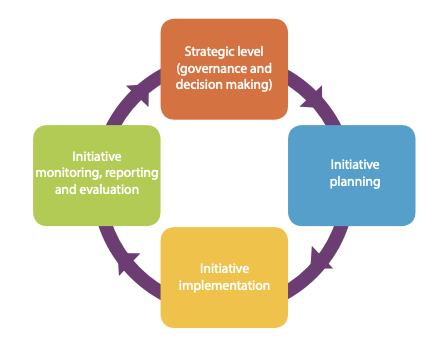 Strategic level
(governance and
decision making)
Initiative
planning
Initiative
implementation
Initiative
monitoring, reporting
and evaluation